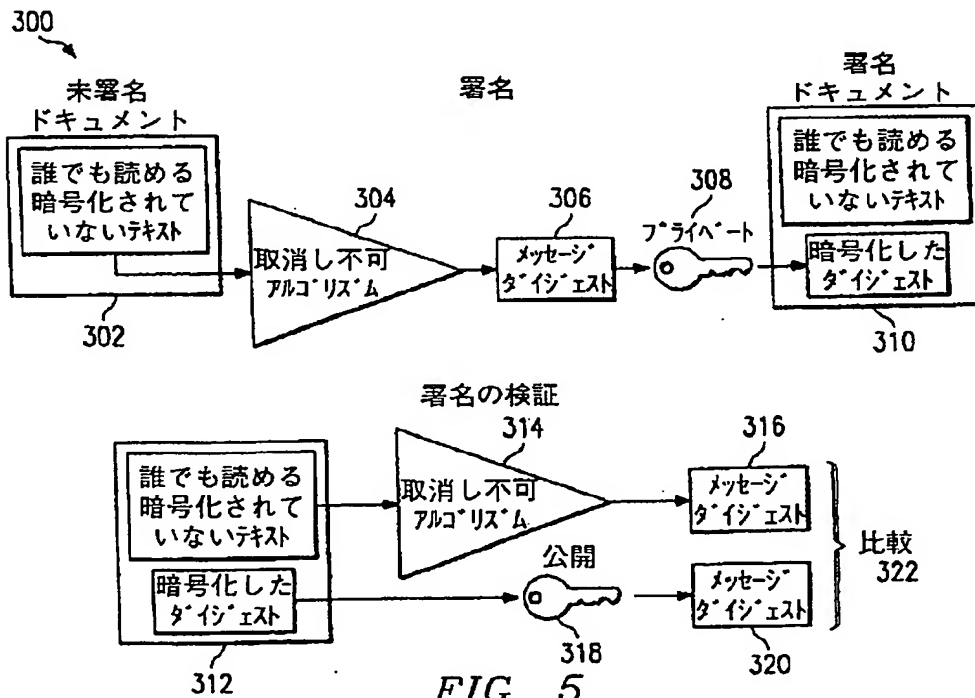 300
未署名
ドキュメント
署名
署名
ドキュメント
誰でも読める
暗号化されて
いないテキスト
304
取消し不可
アルゴリズム
306
メッセージ
ダイジェスト
308
プライベート
誰でも読める
暗号化されて
いないテキスト
暗号化した
ダイジェスト
302
310
署名の検証
誰でも読める
暗号化されて
いないテキスト
暗号化した
ダイジェスト
314
取消し不可
アルゴリズム
316
メッセージ
ダイジェスト
公開
318
メッセージ
ダイジェスト
320
比較
322
312
FIG. 5